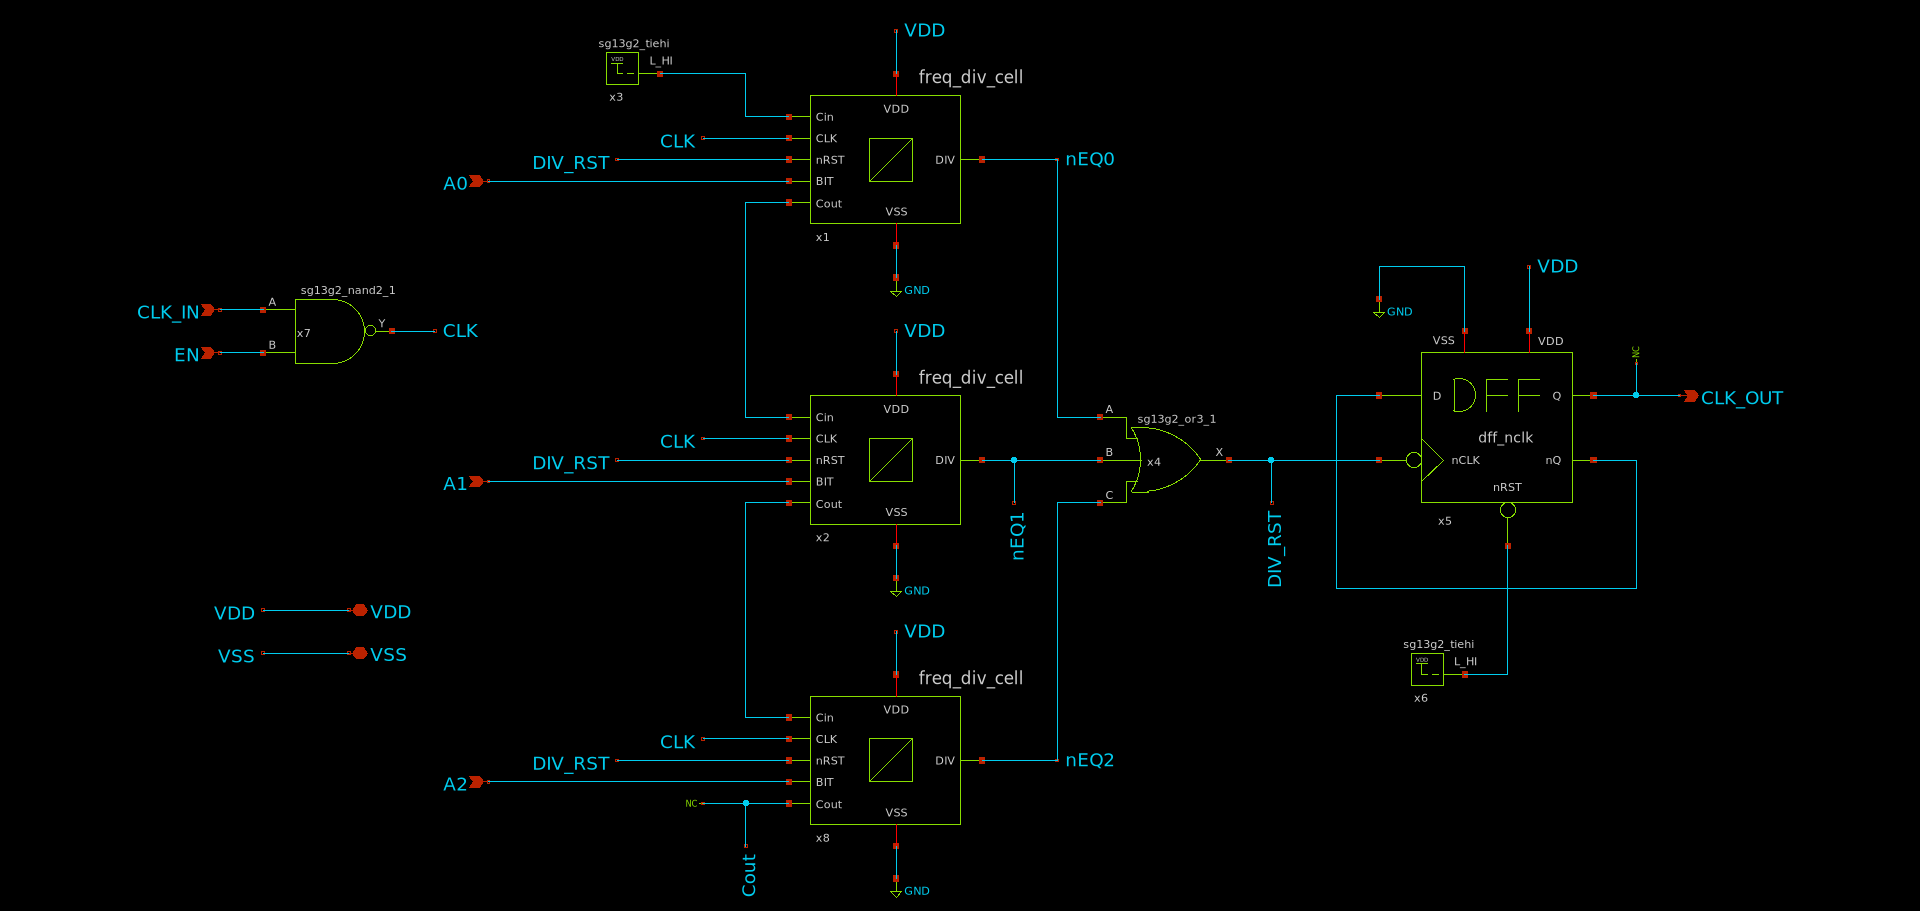 sg13g2_tiehi
VDD
L_HI
x3
VDD
freq_div_cell
VDD
Cin
CLK
CLK
DIV_RST
nRST
DIV
nEQ0
A0
BIT
Cout
VSS
x1
GND
sg13g2_nand2_1
CLK_IN
A
x7
Y
CLK
EN
B
VDD
freq_div_cell
VDD
Cin
CLK
CLK
DIV_RST
nRST
DIV
A1
BIT
Cout
VSS
x2
GND
nEQ1
A
sg13g2_or3_1
B
x4
X
C
DIV_RST
VDD
GND
VSS
VDD
NC
D
DFF
Q
CLK_OUT
dff_nclk
nCLK
nQ
nRST
x5
VDD
VDD
VSS
VSS
VDD
freq_div_cell
VDD
Cin
CLK
CLK
DIV_RST
nRST
DIV
nEQ2
A2
BIT
NC
Cout
VSS
x8
Cout
GND
sg13g2_tiehi
VDD
L_HI
x6